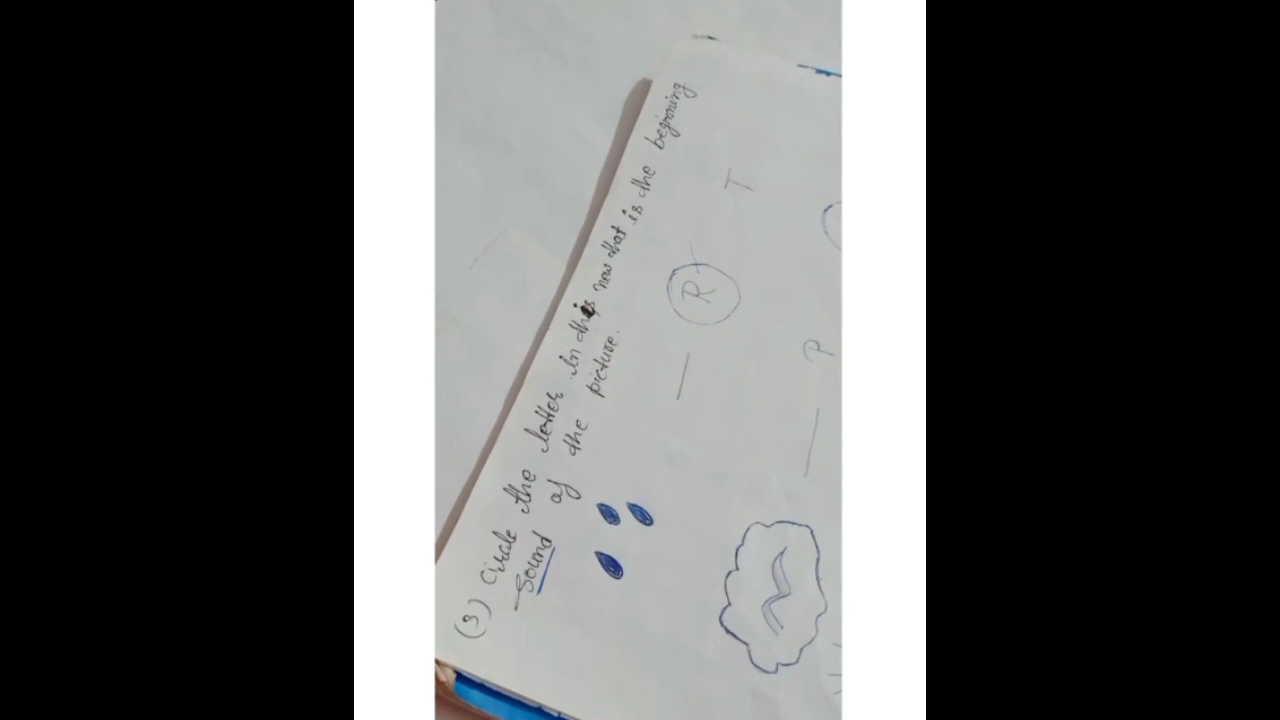 (3) Circle the letter in this row that is the beginning
Sound of the picture.
R T
P